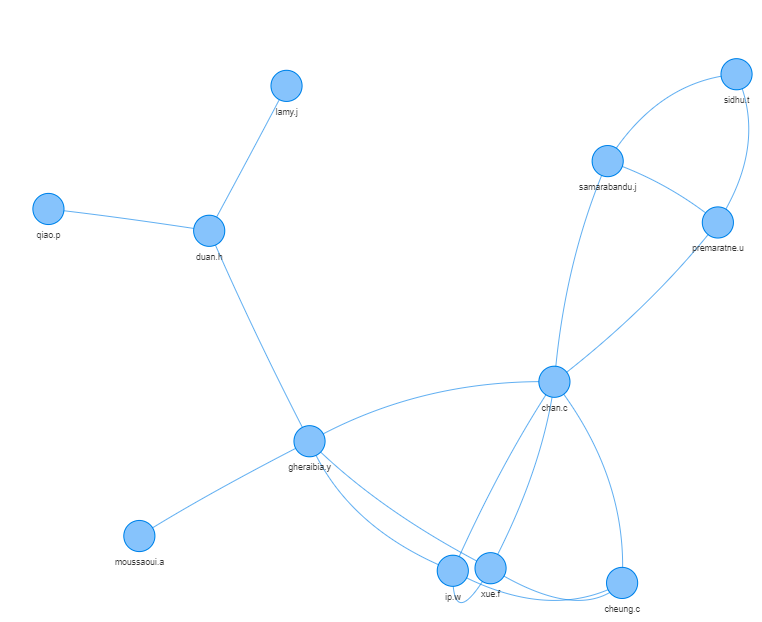 lamy.j
sidhu.t
samarabandu.j
qiao.p
duan.h
premaratne.u
chan.c
gheraibia.y
moussaoui.a
ip.w
xue.f
cheung.c